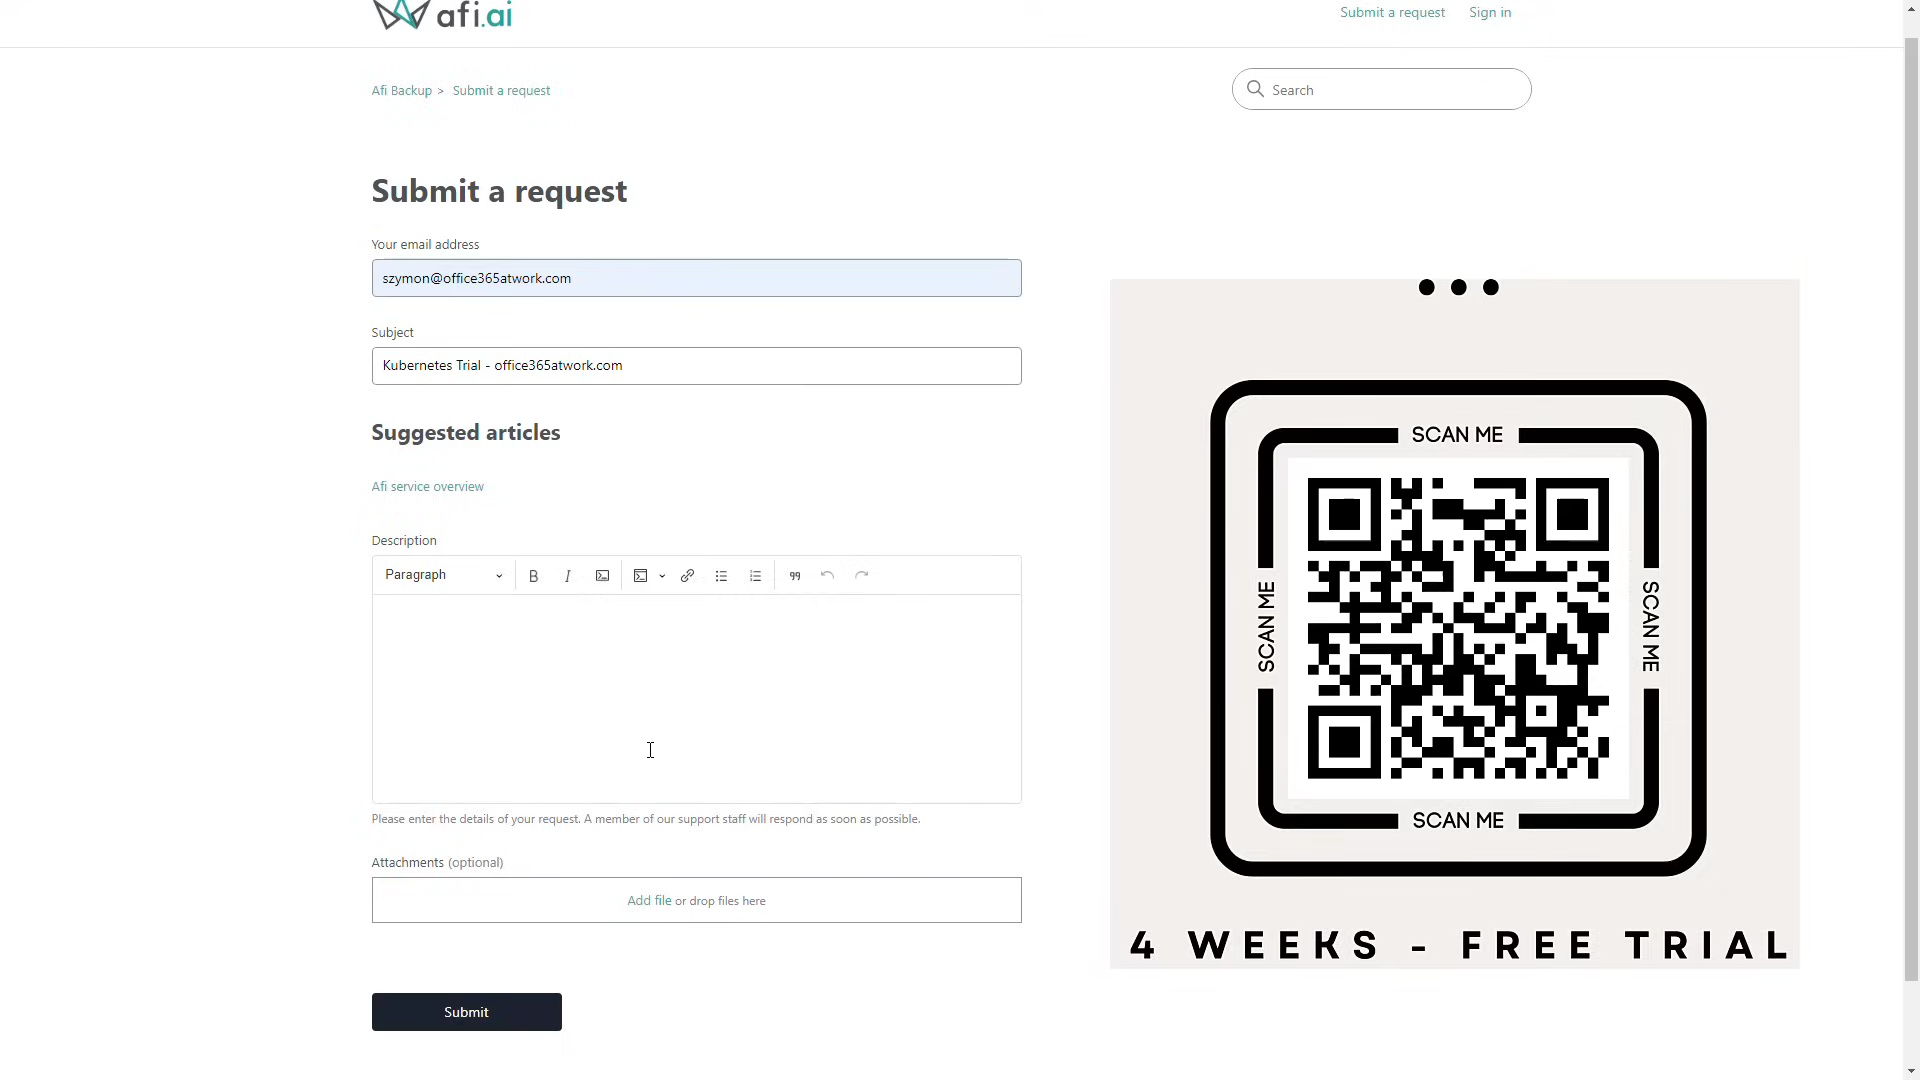 afi.ai
Submit a request
Sign in
Afi Backup > Submit a request
Search
Submit a request
Your email address
szymon@office365atwork.com
Subject
Kubernetes Trial - office365atwork.com
Suggested articles
Afi service overview
Description
Paragraph
Please enter the details of your request. A member of our support staff will respond as soon as possible.
Attachments (optional)
Add file or drop files here
Submit
SCAN ME
SCAN ME
SCAN ME
SCAN ME
4 WEEKS - FREE TRIAL